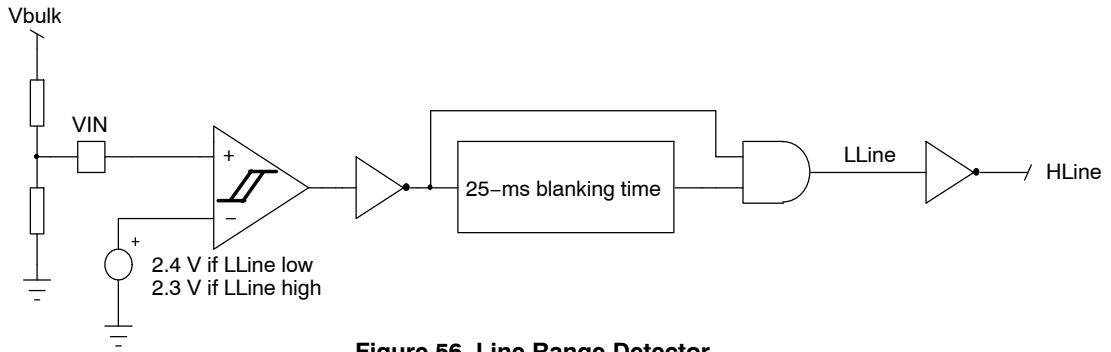 Vbulk
VIN
+
−
+
2.4 V if LLine low
2.3 V if LLine high
25−ms blanking time
LLine
HLine
Figure 56. Line Range Detector